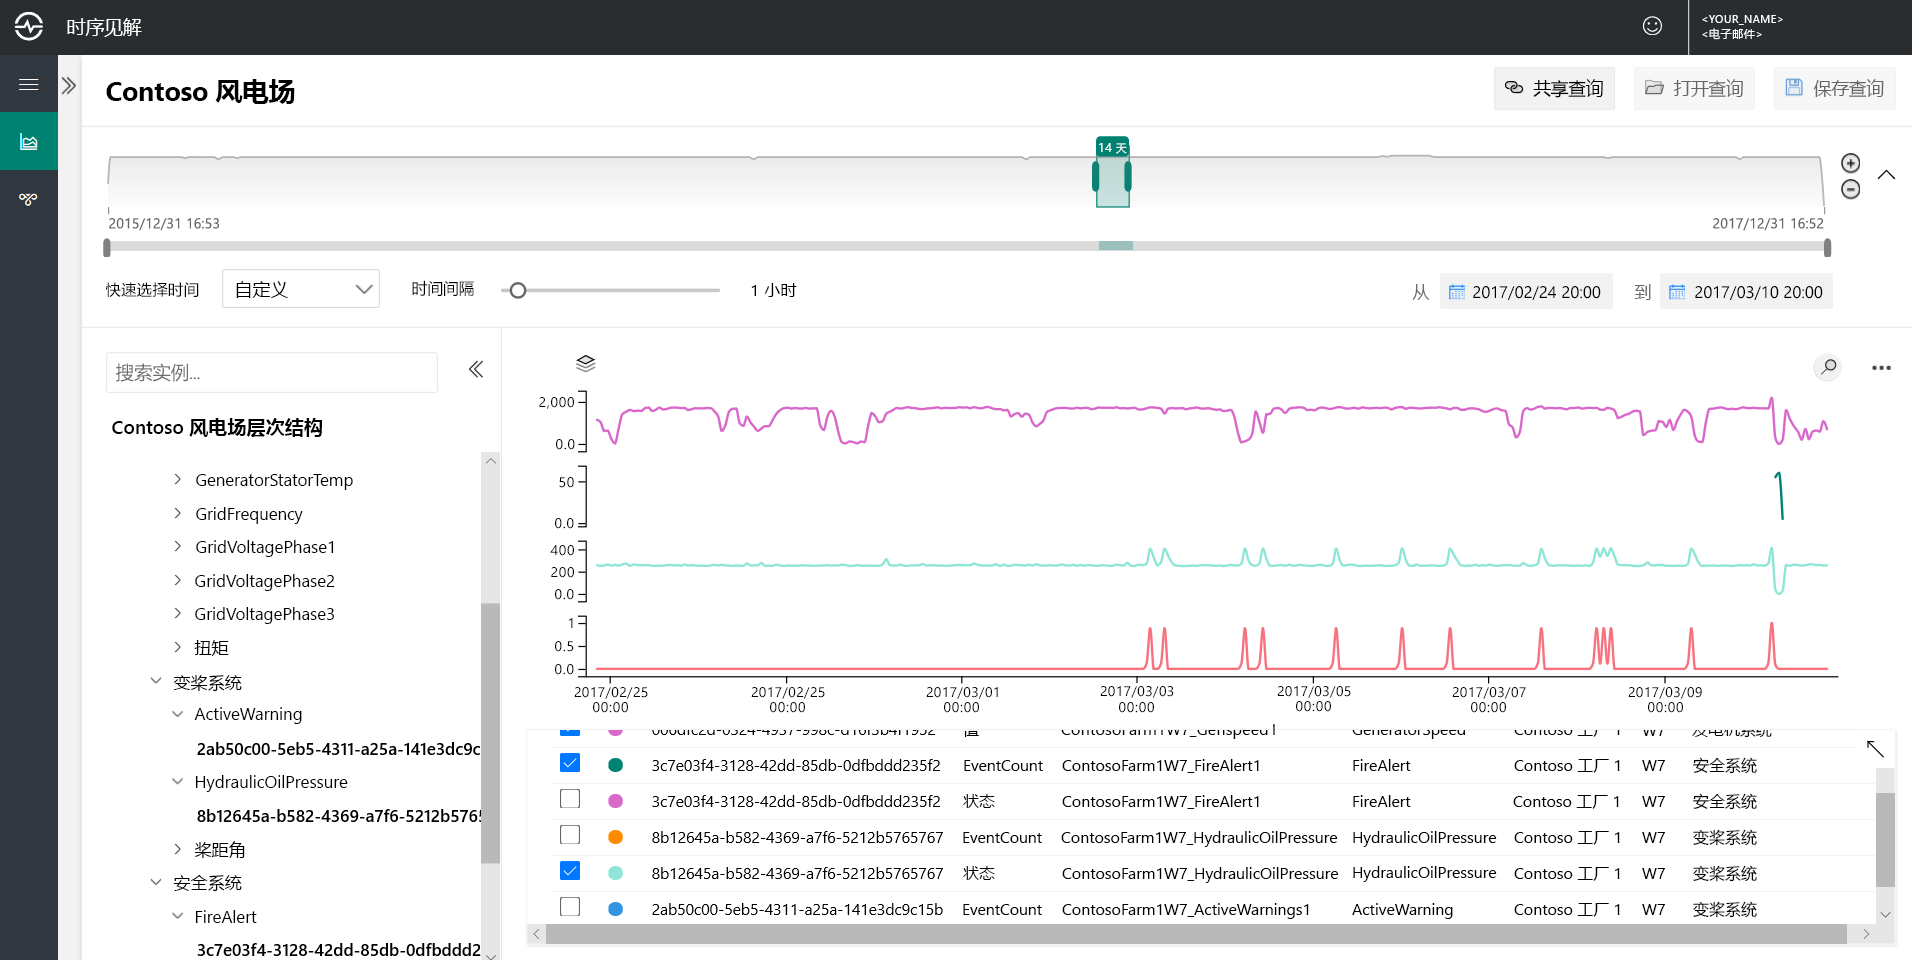 时序见解
<YOUR_NAME>
<电子邮件>
Contoso 风电场
共享查询
打开查询
保存查询
14 天
2015/12/31 16:53
2017/12/31 16:52
快速选择时间
自定义
时间间隔
1 小时
从
2017/02/24 20:00
到
2017/03/10 20:00
搜索实例...
Contoso 风电场层次结构
GeneratorStatorTemp
GridFrequency
GridVoltagePhase1
GridVoltagePhase2
GridVoltagePhase3
扭矩
变桨系统
ActiveWarning
2ab50c00-5eb5-4311-a25a-141e3dc9c
HydraulicOilPressure
8b12645a-b582-4369-a7f6-5212b5765
桨距角
安全系统
FireAlert
3c7e03f4-3128-42dd-85db-0dfbddd2
2,000
0.0
50
0.0
400
200
0.0
1
0.5
0.0
2017/02/25 00:00
2017/02/25 00:00
2017/03/01 00:00
2017/03/03 00:00
2017/03/05 00:00
2017/03/07 00:00
2017/03/09 00:00
值 ContosoFarm1W7_Genspeed1 GeneratorSpeed Contoso 工厂 1 W7 发电机系统
3c7e03f4-3128-42dd-85db-0dfbddd235f2 EventCount ContosoFarm1W7_FireAlert1 FireAlert Contoso 工厂 1 W7 安全系统
3c7e03f4-3128-42dd-85db-0dfbddd235f2 状态 ContosoFarm1W7_FireAlert1 FireAlert Contoso 工厂 1 W7 安全系统
8b12645a-b582-4369-a7f6-5212b5765767 EventCount ContosoFarm1W7_HydraulicOilPressure HydraulicOilPressure Contoso 工厂 1 W7 变桨系统
8b12645a-b582-4369-a7f6-5212b5765767 状态 ContosoFarm1W7_HydraulicOilPressure HydraulicOilPressure Contoso 工厂 1 W7 变桨系统
2ab50c00-5eb5-4311-a25a-141e3dc9c15b EventCount ContosoFarm1W7_ActiveWarnings1 ActiveWarning Contoso 工厂 1 W7 变桨系统